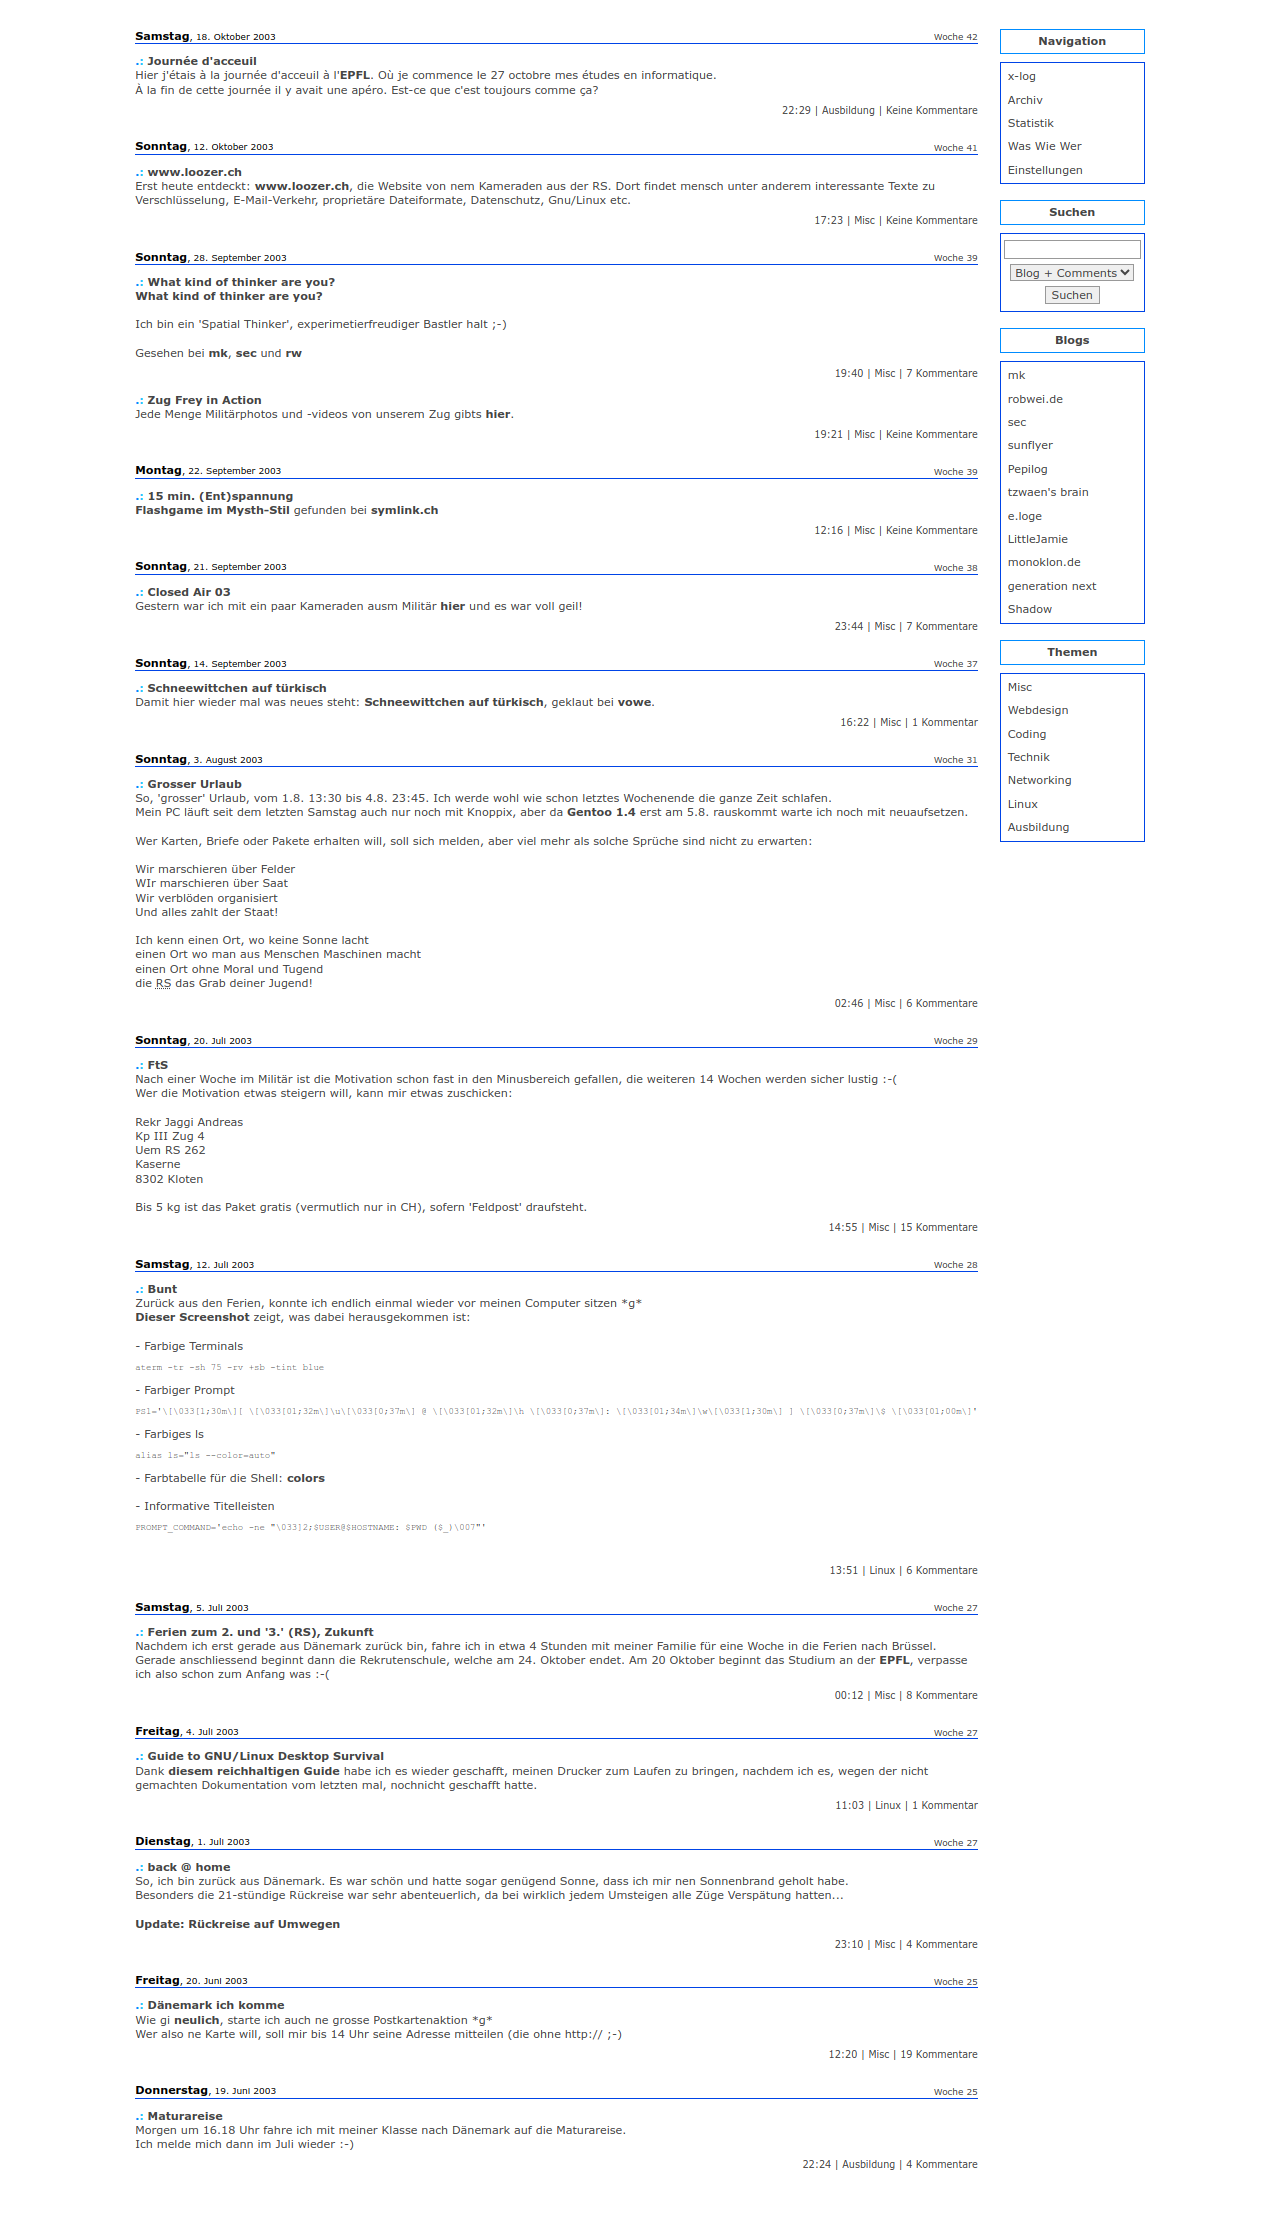 Samstag, 18. Oktober 2003 Woche 42
.: Journée d'acceuil
Hier j'étais à la journée d'acceuil à l'EPFL. Où je commence le 27 octobre mes études en informatique.
À la fin de cette journée il y avait une apéro. Est-ce que c'est toujours comme ça?
22:29 | Ausbildung | Keine Kommentare
Sonntag, 12. Oktober 2003 Woche 41
.: www.loozer.ch
Erst heute entdeckt: www.loozer.ch, die Website von nem Kameraden aus der RS. Dort findet mensch unter anderem interessante Texte zu
Verschlüsselung, E-Mail-Verkehr, proprietäre Dateiformate, Datenschutz, Gnu/Linux etc.
17:23 | Misc | Keine Kommentare
Sonntag, 28. September 2003 Woche 39
.: What kind of thinker are you?
What kind of thinker are you?
Ich bin ein 'Spatial Thinker', experimetierfreudiger Bastler halt ;-)
Gesehen bei mk, sec und rw
19:40 | Misc | 7 Kommentare
.: Zug Frey in Action
Jede Menge Militärphotos und -videos von unserem Zug gibts hier.
19:21 | Misc | Keine Kommentare
Montag, 22. September 2003 Woche 39
.: 15 min. (Ent)spannung
Flashgame im Mysth-Stil gefunden bei symlink.ch
12:16 | Misc | Keine Kommentare
Sonntag, 21. September 2003 Woche 38
.: Closed Air 03
Gestern war ich mit ein paar Kameraden ausm Militär hier und es war voll geil!
23:44 | Misc | 7 Kommentare
Sonntag, 14. September 2003 Woche 37
.: Schneewittchen auf türkisch
Damit hier wieder mal was neues steht: Schneewittchen auf türkisch, geklaut bei vowe.
16:22 | Misc | 1 Kommentar
Sonntag, 3. August 2003 Woche 31
.: Grosser Urlaub
So, 'grosser' Urlaub, vom 1.8. 13:30 bis 4.8. 23:45. Ich werde wohl wie schon letztes Wochenende die ganze Zeit schlafen.
Mein PC läuft seit dem letzten Samstag auch nur noch mit Knoppix, aber da Gentoo 1.4 erst am 5.8. rauskommt warte ich noch mit neuaufsetzen.
Wer Karten, Briefe oder Pakete erhalten will, soll sich melden, aber viel mehr als solche Sprüche sind nicht zu erwarten:
Wir marschieren über Felder
WIr marschieren über Saat
Wir verblöden organisiert
Und alles zahlt der Staat!
Ich kenn einen Ort, wo keine Sonne lacht
einen Ort wo man aus Menschen Maschinen macht
einen Ort ohne Moral und Tugend
die RS das Grab deiner Jugend!
02:46 | Misc | 6 Kommentare
Sonntag, 20. Juli 2003 Woche 29
.: FtS
Nach einer Woche im Militär ist die Motivation schon fast in den Minusbereich gefallen, die weiteren 14 Wochen werden sicher lustig :-(
Wer die Motivation etwas steigern will, kann mir etwas zuschicken:
Rekr Jaggi Andreas
Kp III Zug 4
Uem RS 262
Kaserne
8302 Kloten
Bis 5 kg ist das Paket gratis (vermutlich nur in CH), sofern 'Feldpost' draufsteht.
14:55 | Misc | 15 Kommentare
Samstag, 12. Juli 2003 Woche 28
.: Bunt
Zurück aus den Ferien, konnte ich endlich einmal wieder vor meinen Computer sitzen *g*
Dieser Screenshot zeigt, was dabei herausgekommen ist:
- Farbige Terminals
aterm -tr -sh 75 -rv +sb -tint blue
- Farbiger Prompt
PS1='\[\033[1;30m\][ \[\033[01;32m\]\u\[\033[0;37m\] @ \[\033[01;32m\]\h \[\033[0;37m\]: \[\033[01;34m\]\w\[\033[1;30m\] ] \[\033[0;37m\]\$ \[\033[01;00m\]'
- Farbiges ls
alias ls="ls --color=auto"
- Farbtabelle für die Shell: colors
- Informative Titelleisten
PROMPT_COMMAND='echo -ne "\033]2;$USER@$HOSTNAME: $PWD ($_)\007"'
13:51 | Linux | 6 Kommentare
Samstag, 5. Juli 2003 Woche 27
.: Ferien zum 2. und '3.' (RS), Zukunft
Nachdem ich erst gerade aus Dänemark zurück bin, fahre ich in etwa 4 Stunden mit meiner Familie für eine Woche in die Ferien nach Brüssel.
Gerade anschliessend beginnt dann die Rekrutenschule, welche am 24. Oktober endet. Am 20 Oktober beginnt das Studium an der EPFL, verpasse
ich also schon zum Anfang was :-(
00:12 | Misc | 8 Kommentare
Freitag, 4. Juli 2003 Woche 27
.: Guide to GNU/Linux Desktop Survival
Dank diesem reichhaltigen Guide habe ich es wieder geschafft, meinen Drucker zum Laufen zu bringen, nachdem ich es, wegen der nicht
gemachten Dokumentation vom letzten mal, nochnicht geschafft hatte.
11:03 | Linux | 1 Kommentar
Dienstag, 1. Juli 2003 Woche 27
.: back @ home
So, ich bin zurück aus Dänemark. Es war schön und hatte sogar genügend Sonne, dass ich mir nen Sonnenbrand geholt habe.
Besonders die 21-stündige Rückreise war sehr abenteuerlich, da bei wirklich jedem Umsteigen alle Züge Verspätung hatten...
Update: Rückreise auf Umwegen
23:10 | Misc | 4 Kommentare
Freitag, 20. Juni 2003 Woche 25
.: Dänemark ich komme
Wie gi neulich, starte ich auch ne grosse Postkartenaktion *g*
Wer also ne Karte will, soll mir bis 14 Uhr seine Adresse mitteilen (die ohne http:// ;-)
12:20 | Misc | 19 Kommentare
Donnerstag, 19. Juni 2003 Woche 25
.: Maturareise
Morgen um 16.18 Uhr fahre ich mit meiner Klasse nach Dänemark auf die Maturareise.
Ich melde mich dann im Juli wieder :-)
22:24 | Ausbildung | 4 Kommentare
Navigation
x-log
Archiv
Statistik
Was Wie Wer
Einstellungen
Suchen
Blog + Comments
Suchen
Blogs
mk
robwei.de
sec
sunflyer
Pepilog
tzwaen's brain
e.loge
LittleJamie
monoklon.de
generation next
Shadow
Themen
Misc
Webdesign
Coding
Technik
Networking
Linux
Ausbildung